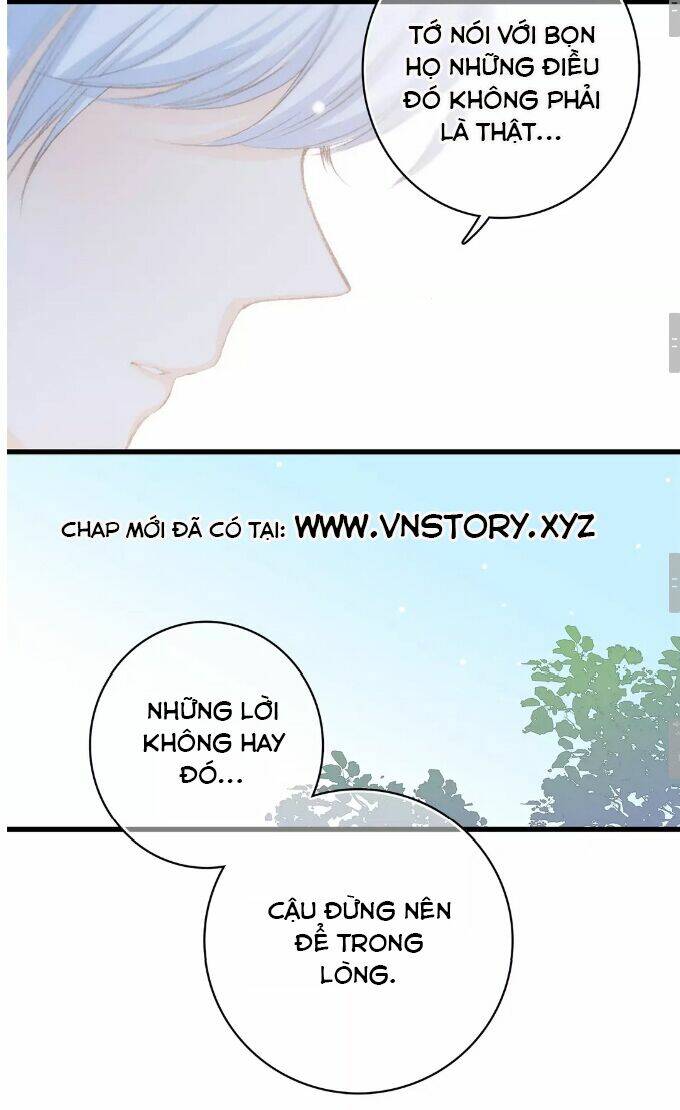 TỚ NÓI VỚI BỌN
HỌ NHỮNG ĐIỀU
ĐÓ KHÔNG PHẢI
LÀ THẬT...
CHAP MỚI ĐÃ CÓ TẠI: WWW.VNSTORY.XYZ
NHỮNG LỜI
KHÔNG HAY
ĐÓ...
CẬU ĐỪNG NÊN
ĐỂ TRONG
LÒNG.